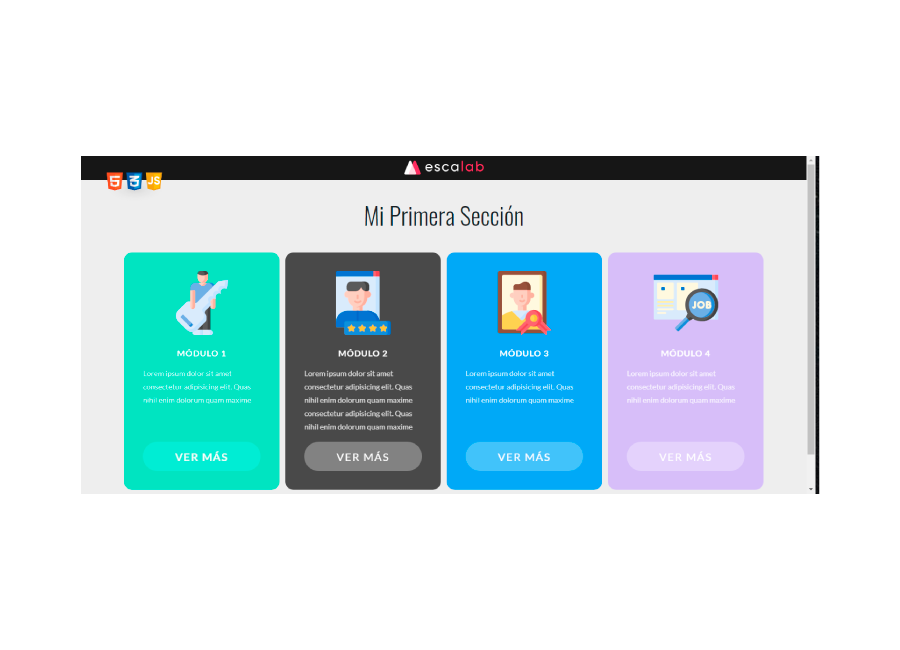 escalab
5 3 JS
Mi Primera Sección
MÓDULO 1
Lorem ipsum dolor sit amet
consectetur adipisicing elit. Quas
nihil enim dolorum quam maxime
VER MÁS
MÓDULO 2
Lorem ipsum dolor sit amet
consectetur adipisicing elit. Quas
nihil enim dolorum quam maxime
consectetur adipisicing elit. Quas
nihil enim dolorum quam maxime
VER MÁS
MÓDULO 3
Lorem ipsum dolor sit amet
consectetur adipisicing elit. Quas
nihil enim dolorum quam maxime
VER MÁS
JOB
MÓDULO 4
Lorem ipsum dolor sit amet
consectetur adipisicing elit. Quas
nihil enim dolorum quam maxime
VER MÁS